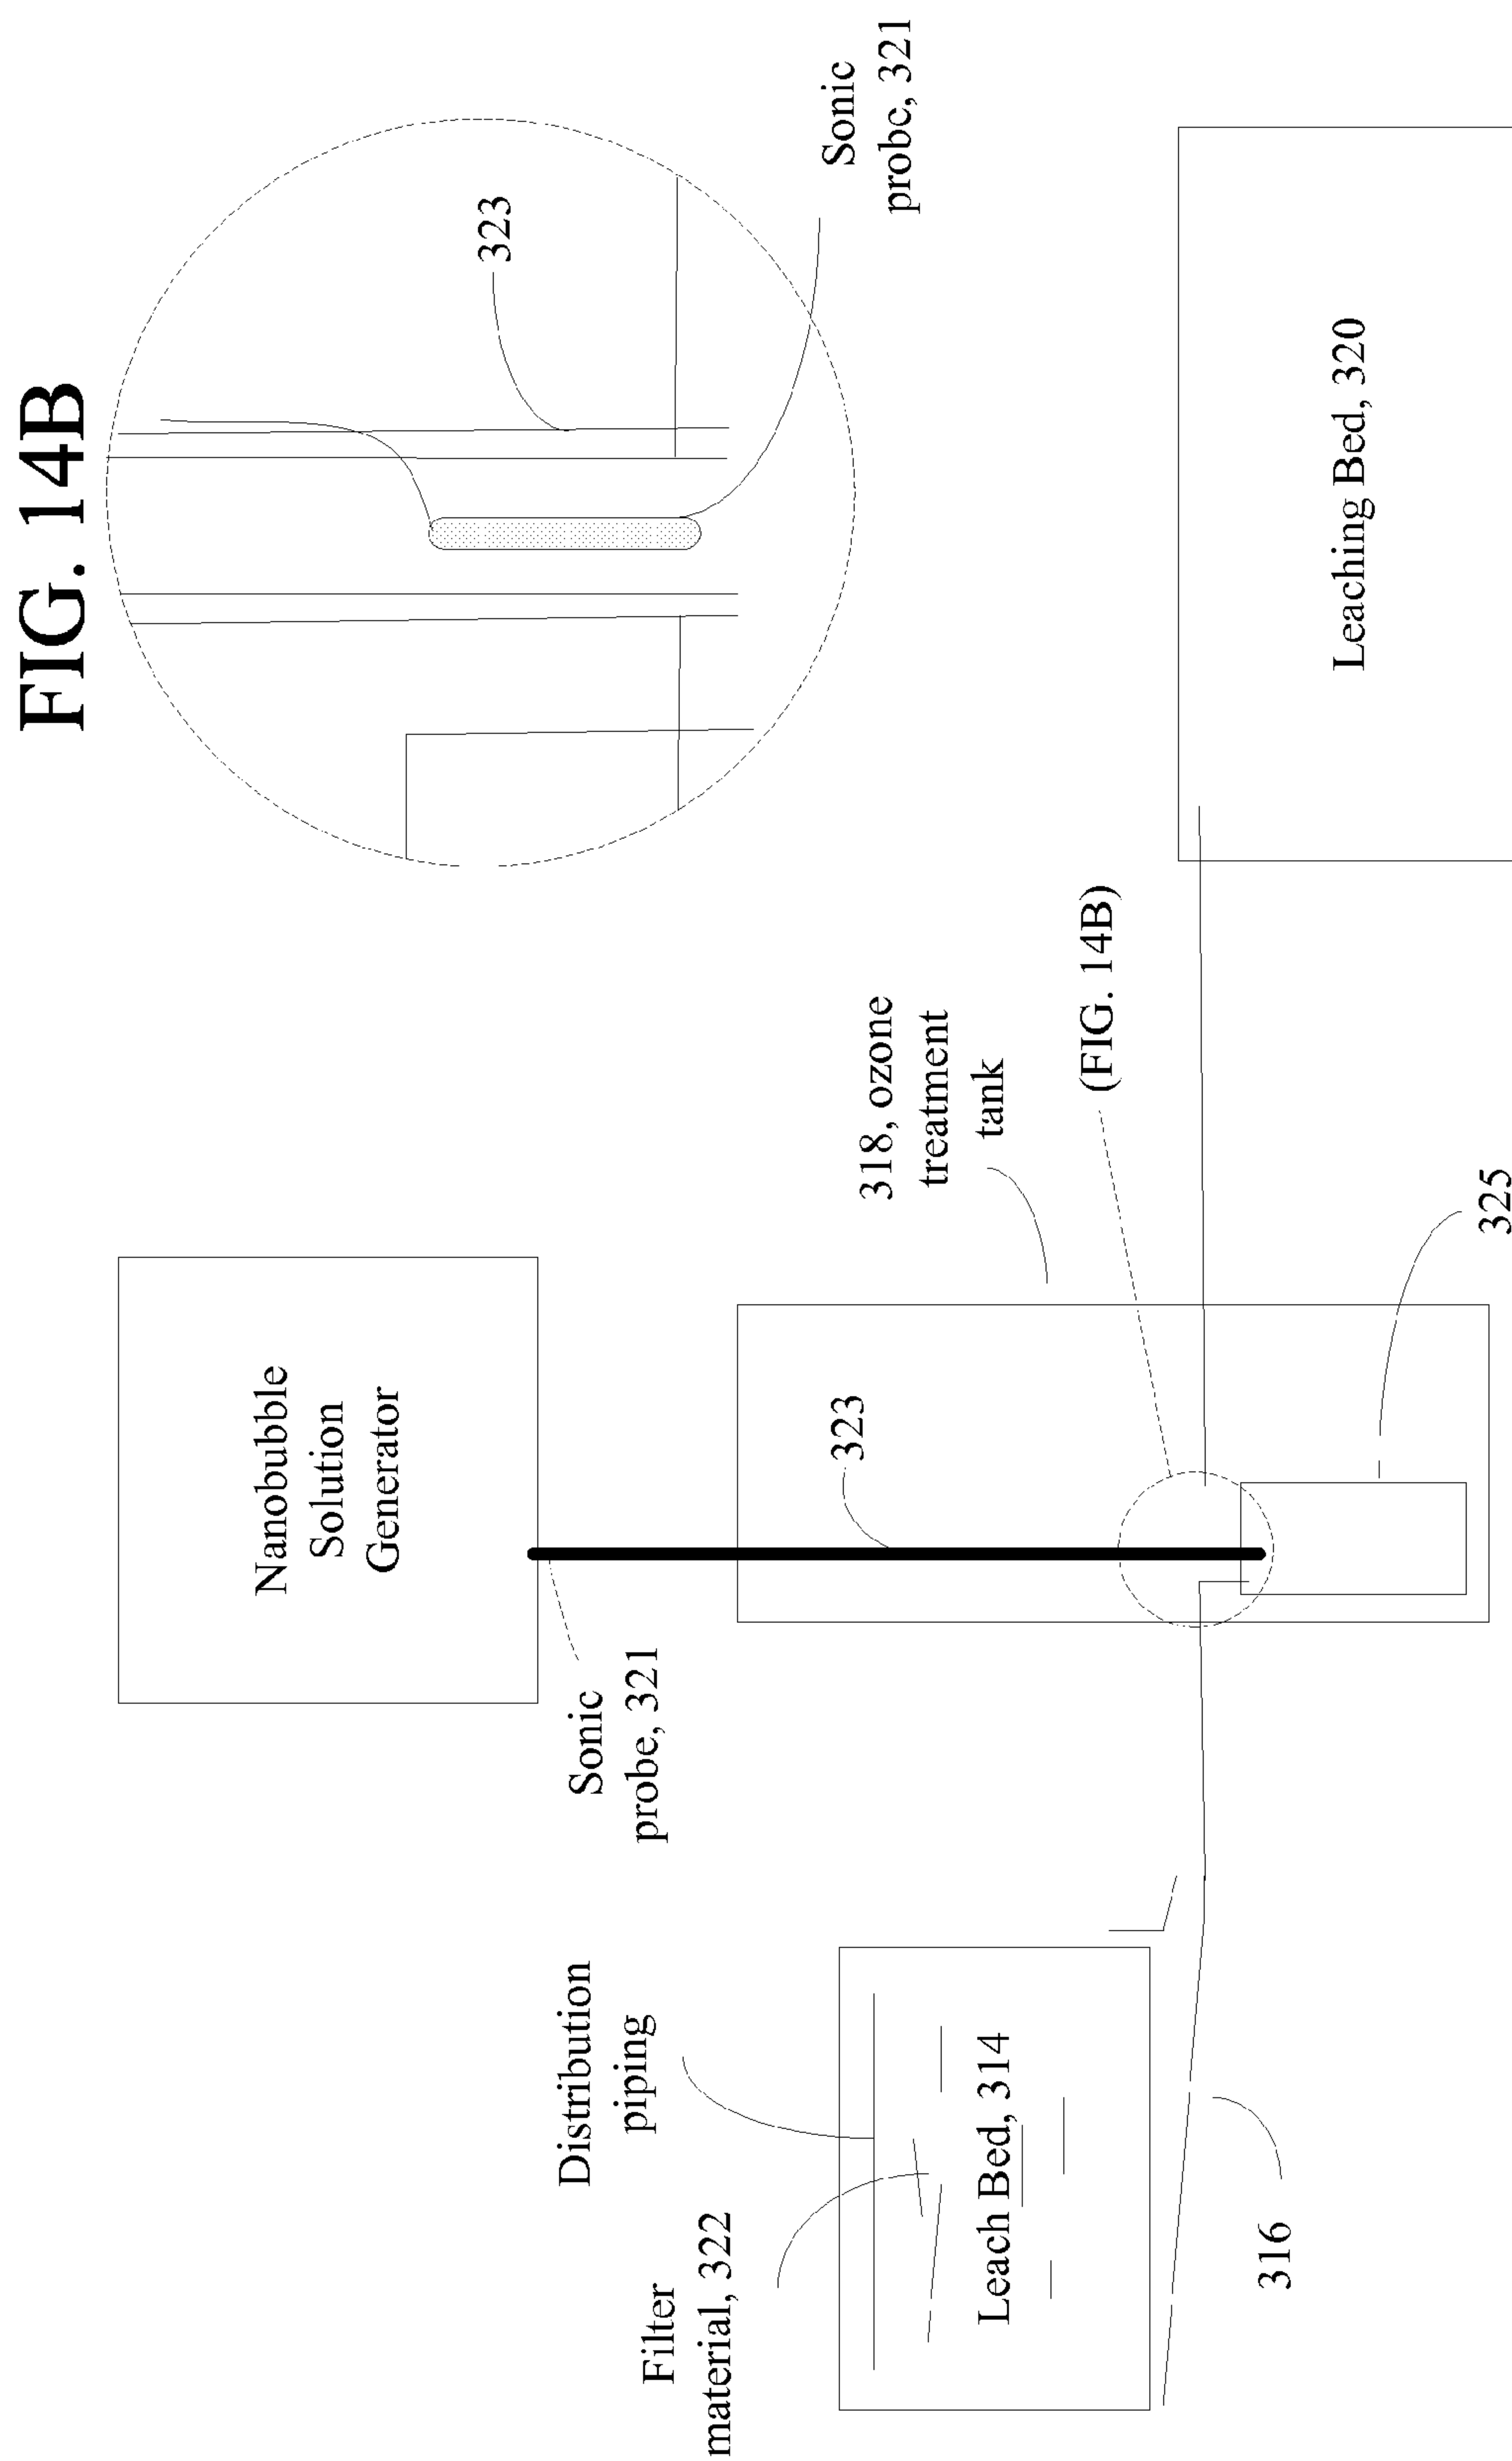 FIG. 14B
Nanobubble
Solution
Generator
323
Distribution
piping
Sonic
probe, 321
Filter
material, 322
323
Sonic
probc, 321
318, ozone
treatment
tank
Leach Bed, 314
(FIG. 14B)
316
Leaching Bed, 320
325